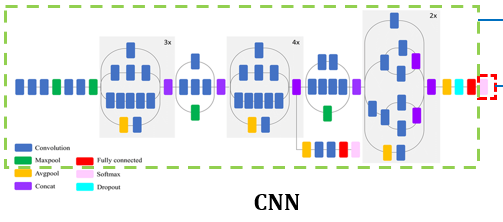 3x
4x
2x
Convolution
Maxpool
Avgpool
Concat
Fully connected
Softmax
Dropout
CNN